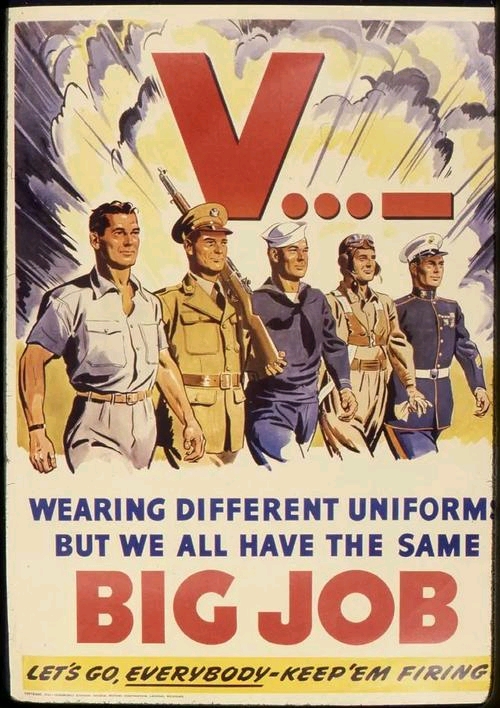 V...—
WEARING DIFFERENT UNIFORMS
BUT WE ALL HAVE THE SAME
BIG JOB
LET'S GO, EVERYBODY-KEEP 'EM FIRING